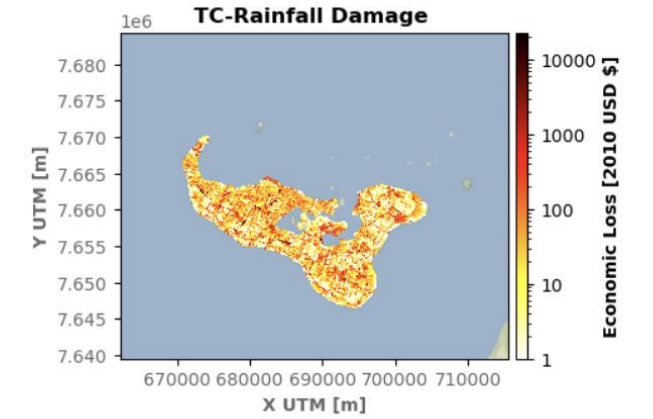 TC-Rainfall Damage
1e6
7.680
7.675
7.670
7.665
7.660
7.655
7.650
7.645
7.640
Y UTM [m]
670000 680000 690000 700000 710000
X UTM [m]
10000
1000
100
10
1
Economic Loss [2010 USD $]